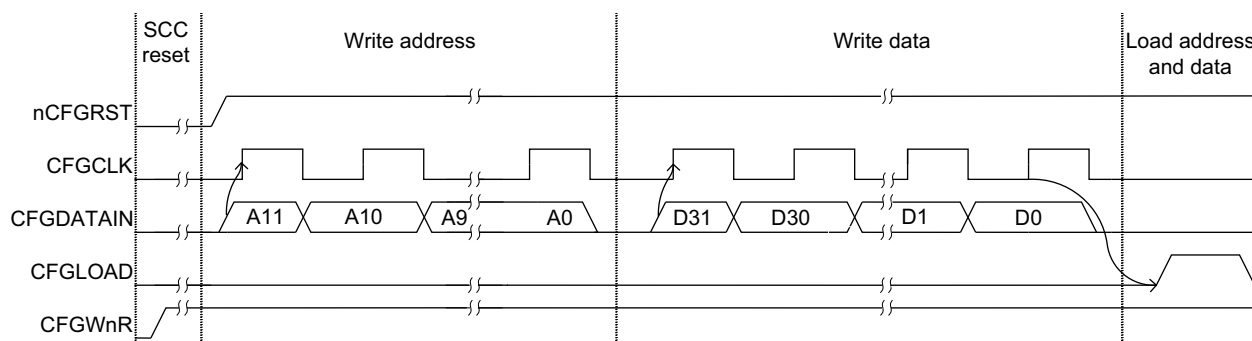 SCC
reset
Write address
Write data
Load address
and data
nCFGRST
CFGCLK
CFGDATAIN
A11
A10
A9
A0
D31
D30
D1
D0
CFGLOAD
CFGWnR